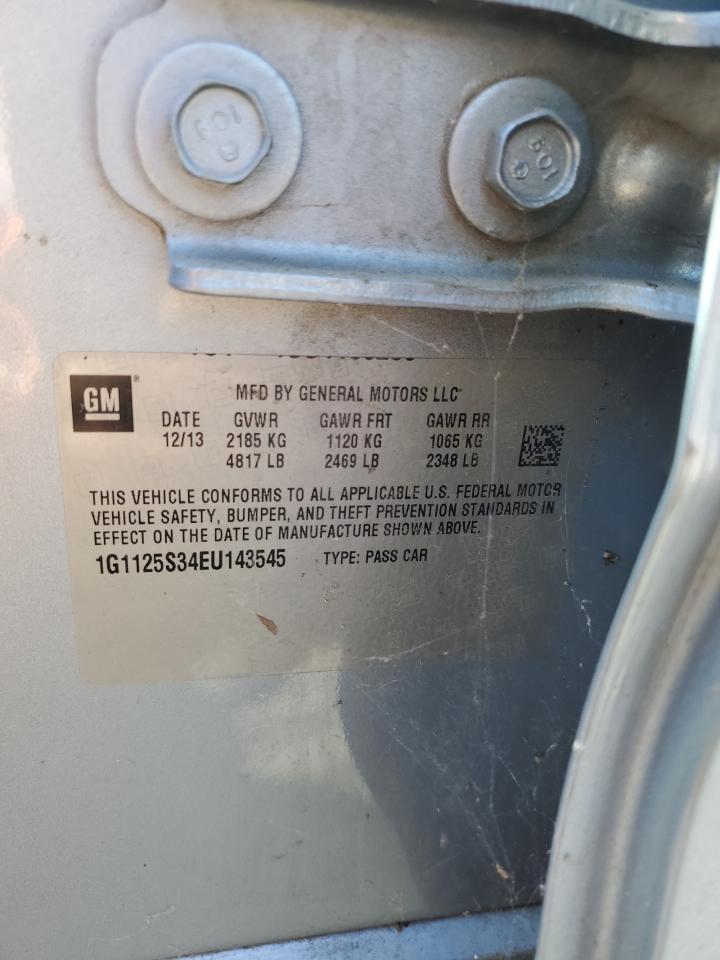 109
109
GM
MFD BY GENERAL MOTORS LLC
DATE GVWR GAWR FRT GAWR RR
12/13 2185 KG 1120 KG 1065 KG
4817 LB 2469 LB 2348 LB
THIS VEHICLE CONFORMS TO ALL APPLICABLE U.S. FEDERAL MOTOR
VEHICLE SAFETY, BUMPER, AND THEFT PREVENTION STANDARDS IN
EFFECT ON THE DATE OF MANUFACTURE SHOWN ABOVE.
1G1125S34EU143545 TYPE: PASS CAR